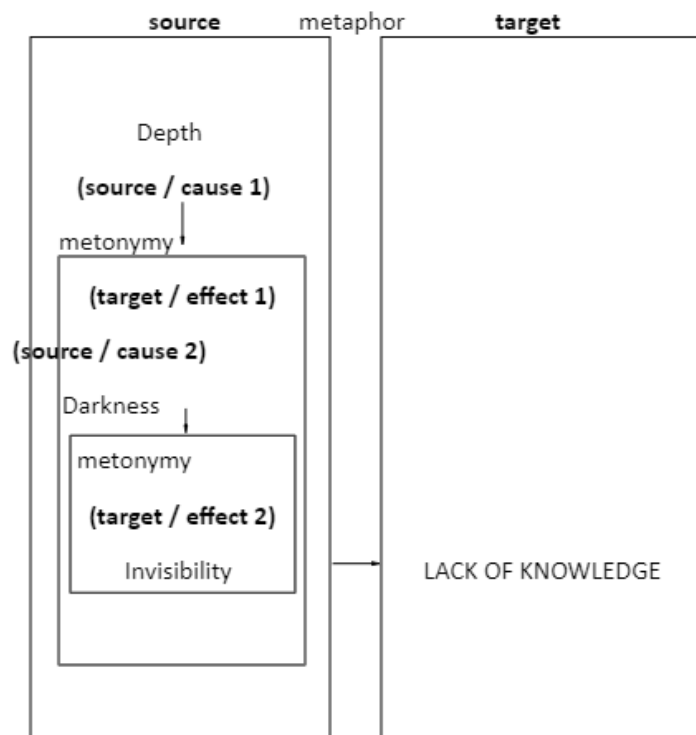 source metaphor target
Depth
(source / cause 1)
metonymy
(target / effect 1)
(source / cause 2)
Darkness
metonymy
(target / effect 2)
Invisibility LACK OF KNOWLEDGE